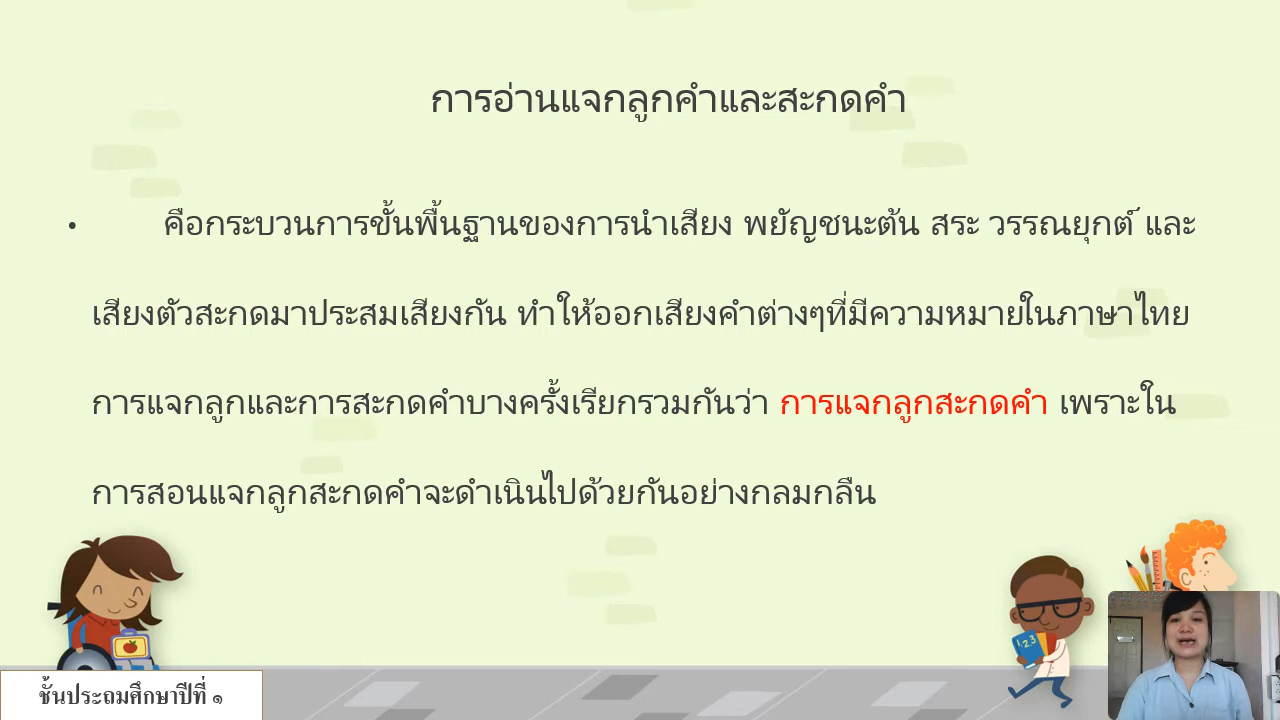 การอ่านแจกลูกคำและสะกดคำ
• คือกระบวนการขั้นพื้นฐานของการนำเสียง พยัญชนะต้น สระ วรรณยุกต์ และ
เสียงตัวสะกดมาประสมเสียงกัน ทำให้ออกเสียงคำต่างๆที่มีความหมายในภาษาไทย
การแจกลูกและการสะกดคำบางครั้งเรียกรวมกันว่า การแจกลูกสะกดคำ เพราะใน
การสอนแจกลูกสะกดคำจะดำเนินไปด้วยกันอย่างกลมกลืน
123
ชั้นประถมศึกษาปีที่ ๑